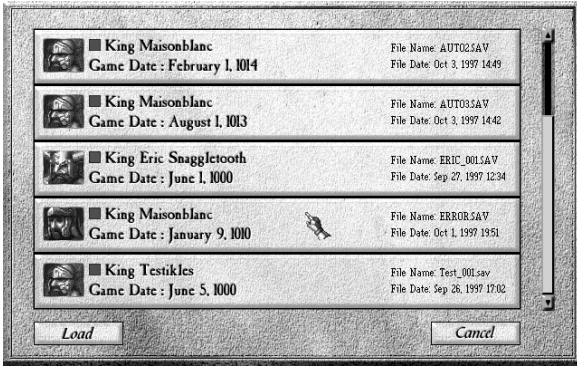 King Maisonblanc
Game Date : February 1, 1014
File Name: AUTO2.SAV
File Date: Oct 3, 1997 14:49
King Maisonblanc
Game Date : August 1, 1013
File Name: AUTO3.SAV
File Date: Oct 3, 1997 14:42
King Eric Snaggletooth
Game Date : June 1, 1000
File Name: ERIC_001.SAV
File Date: Sep 27, 1997 12:34
King Maisonblanc
Game Date : January 9, 1010
File Name: ERROR.SAV
File Date: Oct 1, 1997 19:51
King Testikles
Game Date : June 5, 1000
File Name: Test_001.sav
File Date: Sep 26, 1997 17:02
Load
Cancel